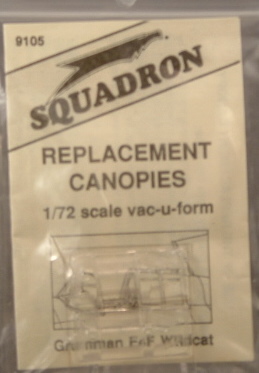 9105
SQUADRON
REPLACEMENT
CANOPIES
1/72 scale vac-u-form
Grumman F4F Wildcat